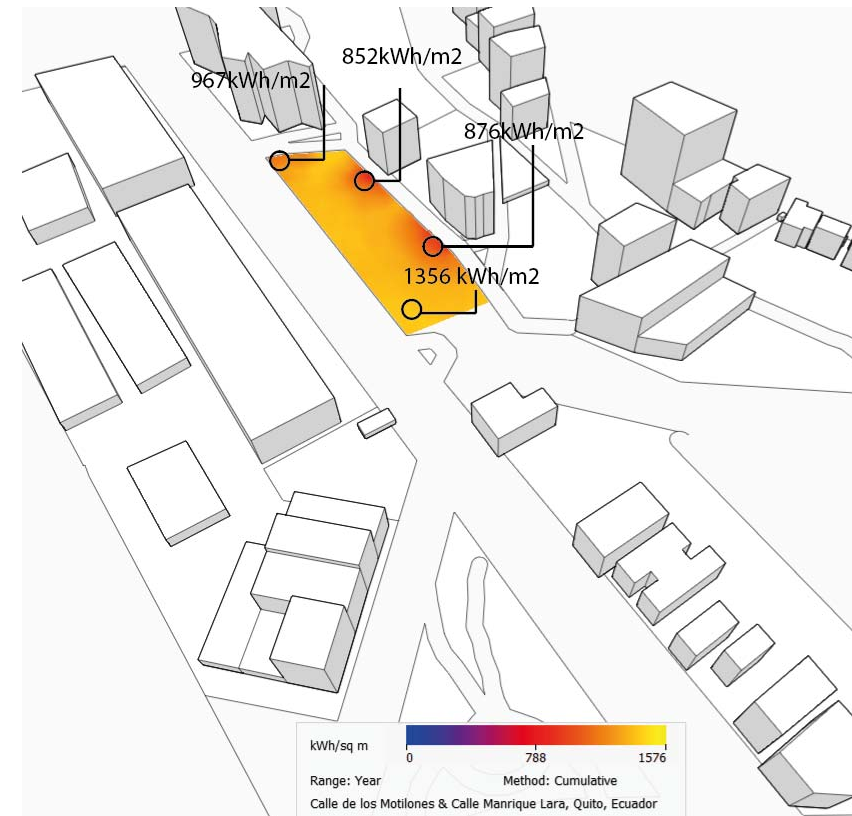 852kWh/m2
967kWh/m2
876kWh/m2
1356 kWh/m2
kWh/sq m
0 788 1576
Range: Year Method: Cumulative
Calle de los Motilones & Calle Manrique Lara, Quito, Ecuador